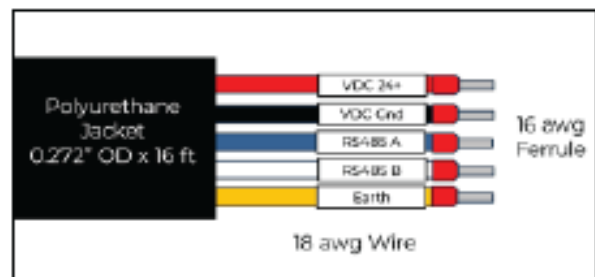 Polyurethane
Jacket
0.272" OD x 16 ft
VDC 24+
VDC Gnd
RS485 A
RS485 B
Earth
16 awg
Ferrule
18 awg Wire